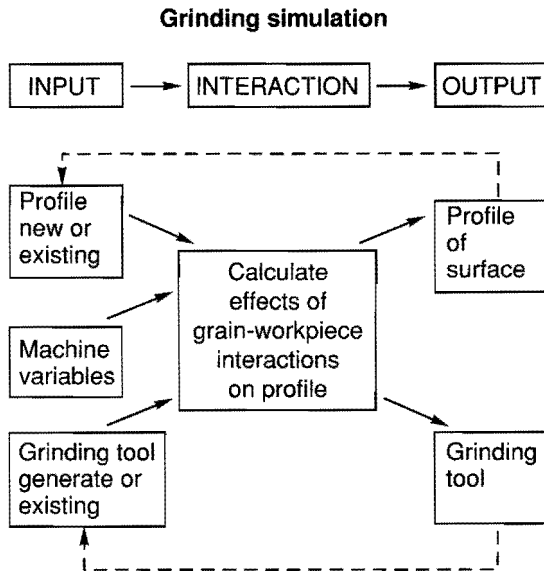 Grinding simulation
INPUT
INTERACTION
OUTPUT
Profile
new or
existing
Machine
variables
Grinding tool
generate or
existing
Calculate
effects of
grain-workpiece
interactions
on profile
Profile
of
surface
Grinding
tool